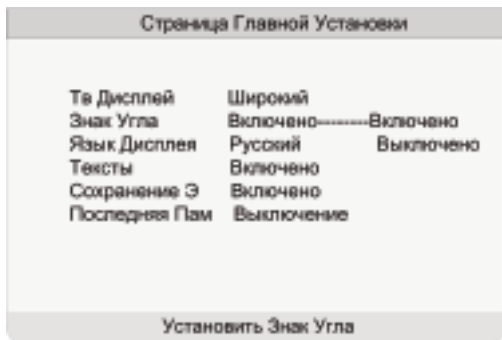 Страница Главной Установки
Тв Дисплей Широкий
Знак Угла Включено--------Включено
Язык Дисплея Русский Выключено
Тексты Включено
Сохранение Э Включено
Последняя Пам Выключение
Установить Знак Угла